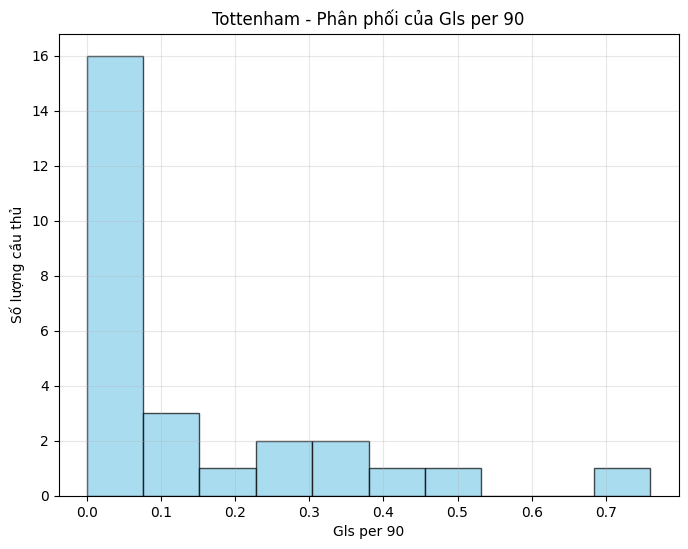 Tottenham - Phân phối của Gls per 90
Số lượng cầu thủ
16
14
12
10
8
6
4
2
0
0.0 0.1 0.2 0.3 0.4 0.5 0.6 0.7
Gls per 90